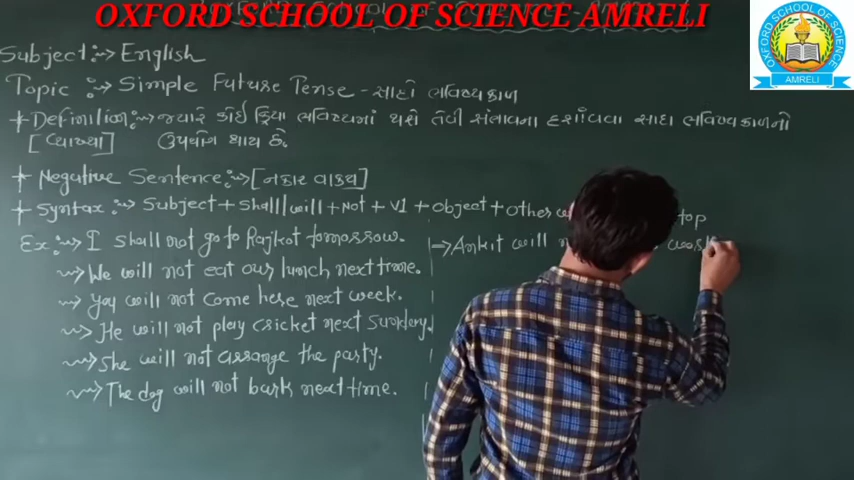 OXFORD SCHOOL OF SCIENCE AMRELI
OXFORD SCHOOL OF SCIENCE
AMRELI
Subject :→ English
Topic :→ Simple Future Tense - સાદો ભવિષ્યકાળ
+ Definition :→ જ્યારે કોઈ ક્રિયા ભવિષ્યમાં થશે તેવી સંભાવના દર્શાવવા સાદા ભવિષ્યકાળનો
[વ્યાખ્યા] ઉપયોગ થાય છે.
+ Negative Sentence :→ [નકાર વાક્ય]
+ Syntax :→ Subject + Shall/will + Not + V1 + Object + Other
Ex :→ I shall not go to Rajkot tomorrow.
→ We will not eat our lunch next time.
→ You will not come here next week.
→ He will not play cricket next Sunday.
→ She will not arrange the party.
→ The dog will not bark next time.
→ Ankit will